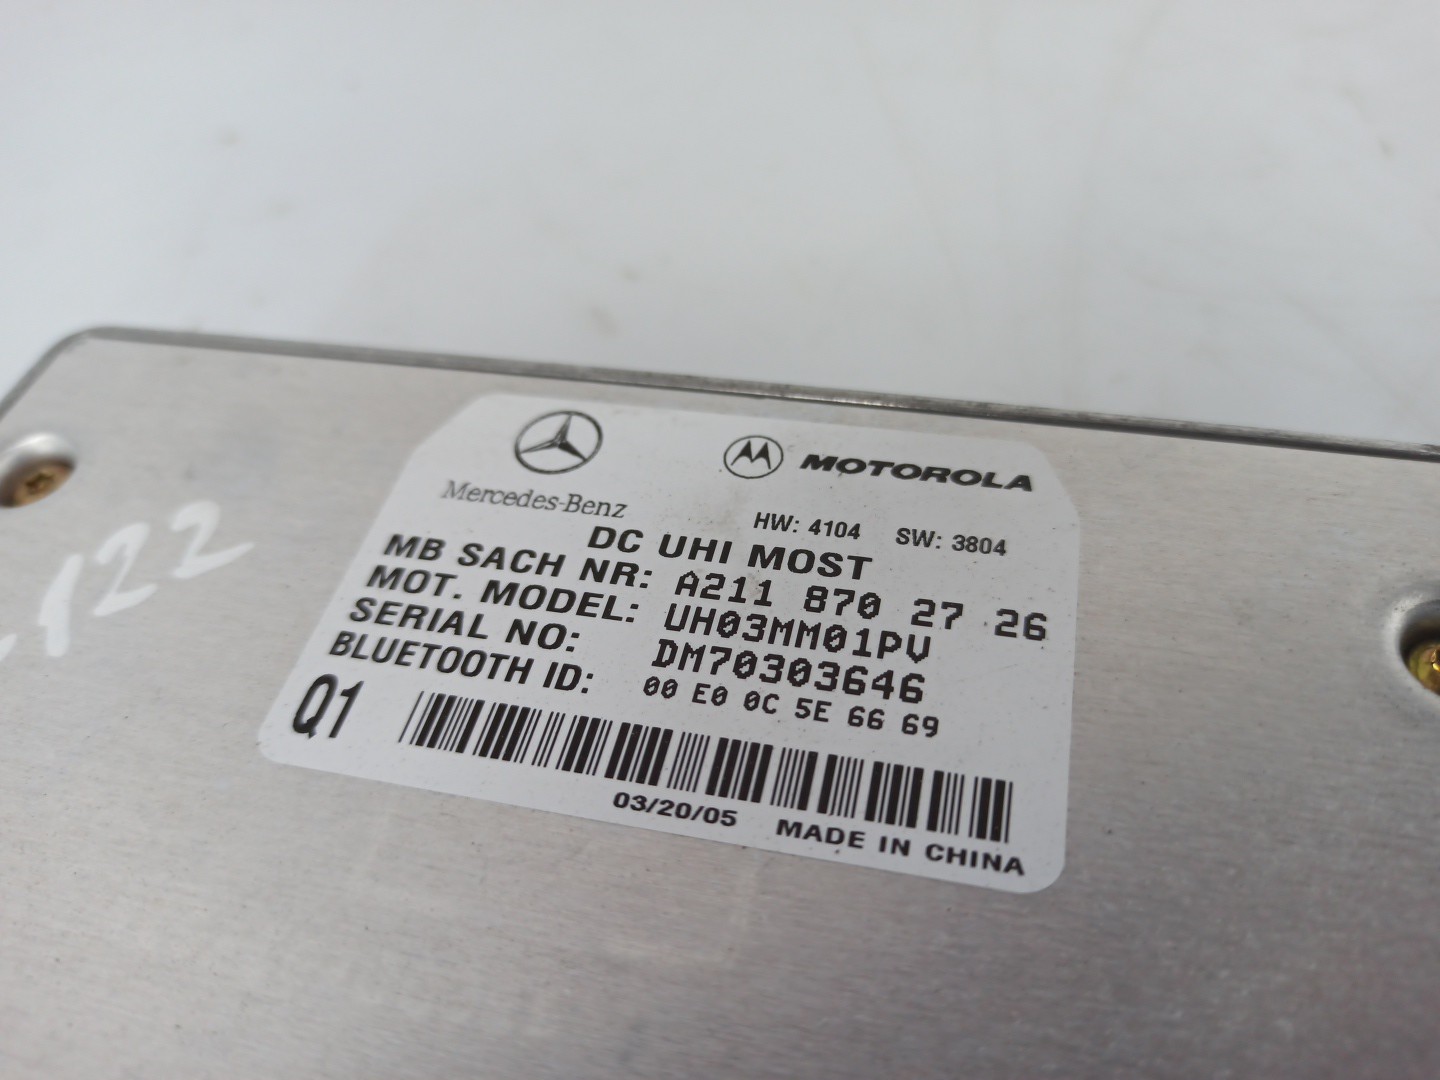 Mercedes-Benz
MOTOROLA
HW: 4104 SW: 3804
DC UHI MOST
MB SACH NR: A211 870 27 26
MOT. MODEL: UH03MM01PV
SERIAL NO: DM70303646
BLUETOOTH ID: 00 E0 0C 5E 66 69
Q1
03/20/05 MADE IN CHINA
122